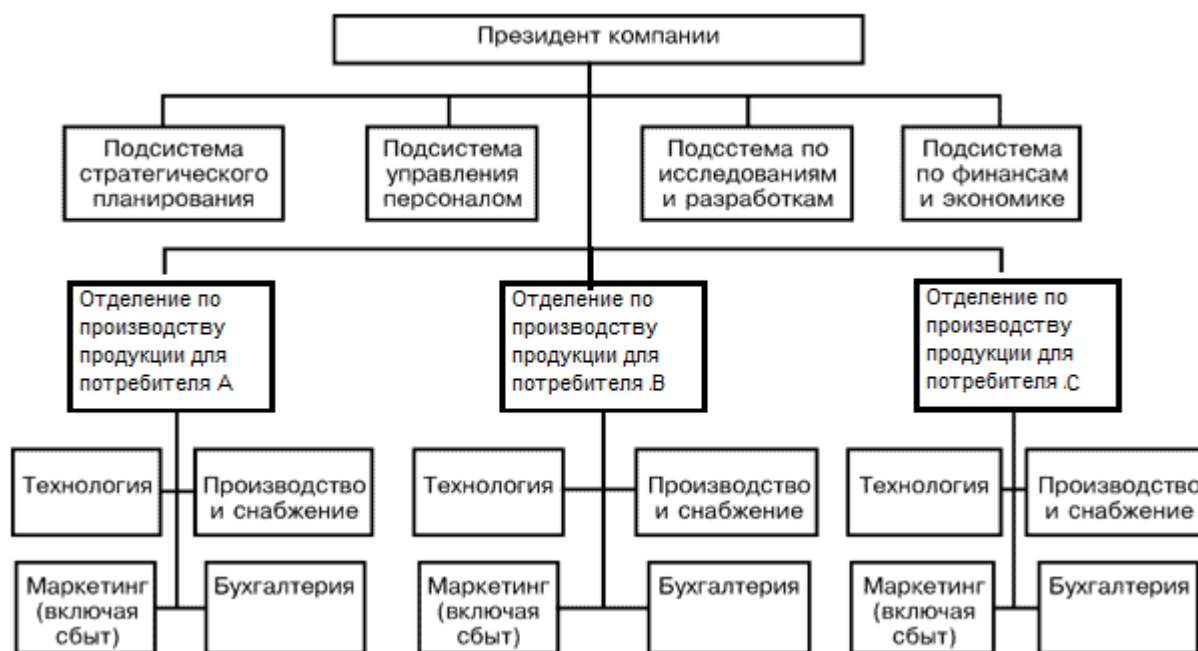 Президент компании
Подсистема
стратегического
планирования
Подсистема
управления
персоналом
Подсстема по
исследованиям
и разработкам
Подсистема
по финансам
и экономике
Отделение по
производству
продукции для
потребителя А
Отделение по
производству
продукции для
потребителя .В
Отделение по
производству
продукции для
потребителя .С
Технология
Производство
и снабжение
Технология
Производство
и снабжение
Технология
Производство
и снабжение
Маркетинг
(включая
сбыт)
Бухгалтерия
Маркетинг
(включая
сбыт)
Бухгалтерия
Маркетинг
(включая
сбыт)
Бухгалтерия